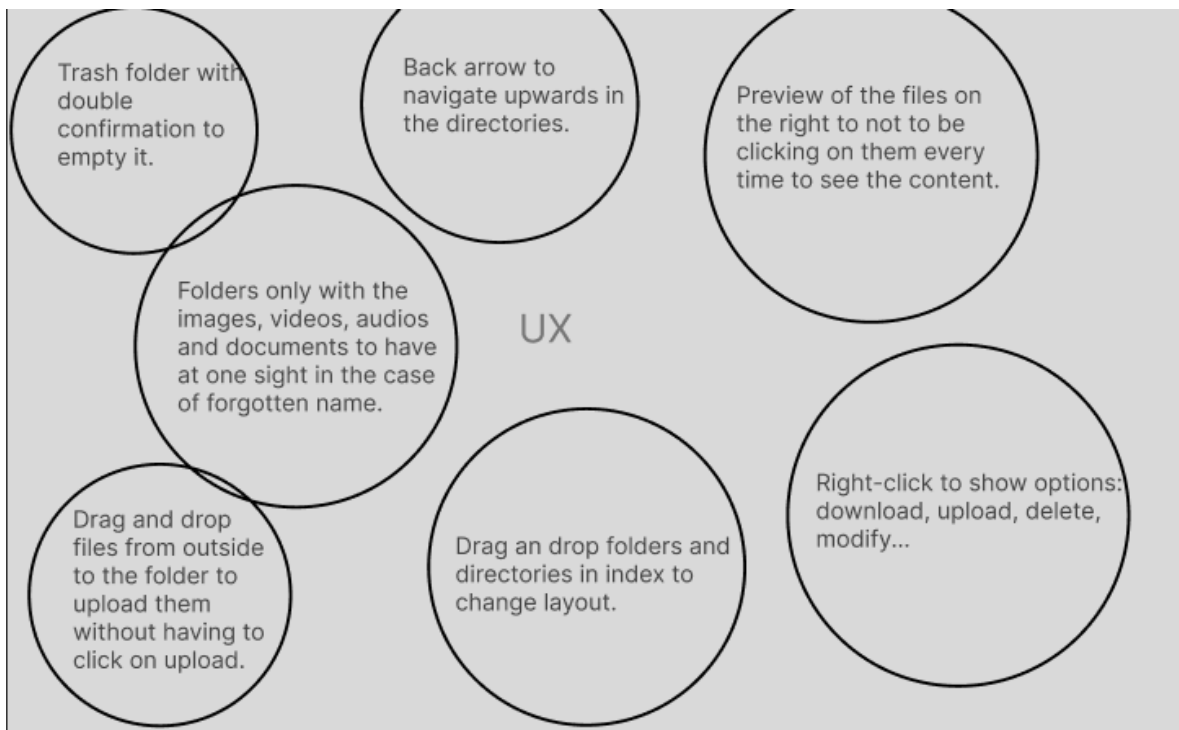 Trash folder with
double
confirmation to
empty it.
Back arrow to
navigate upwards in
the directories.
Preview of the files on
the right to not to be
clicking on them every
time to see the content.
Folders only with the
images, videos, audios
and documents to have
at one sight in the case
of forgotten name.
UX
Drag and drop
files from outside
to the folder to
upload them
without having to
click on upload.
Drag an drop folders and
directories in index to
change layout.
Right-click to show options:
download, upload, delete,
modify...